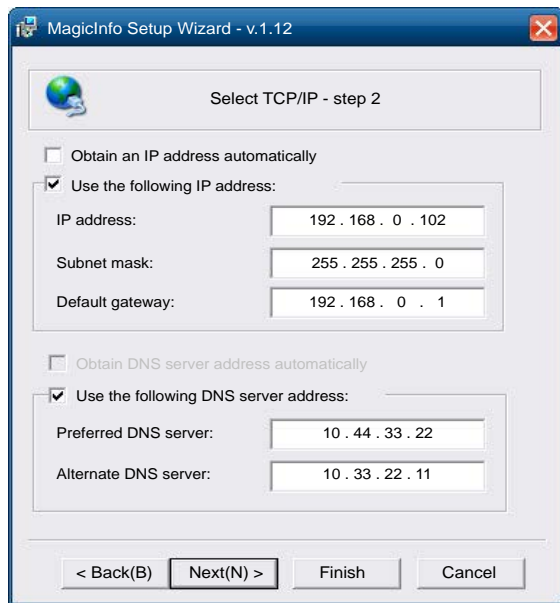 MagicInfo Setup Wizard - v.1.12
Select TCP/IP - step 2
Obtain an IP address automatically
Use the following IP address:
IP address: 192 . 168 . 0 . 102
Subnet mask: 255 . 255 . 255 . 0
Default gateway: 192 . 168 . 0 . 1
Obtain DNS server address automatically
Use the following DNS server address:
Preferred DNS server: 10 . 44 . 33 . 22
Alternate DNS server: 10 . 33 . 22 . 11
< Back(B) Next(N) > Finish Cancel